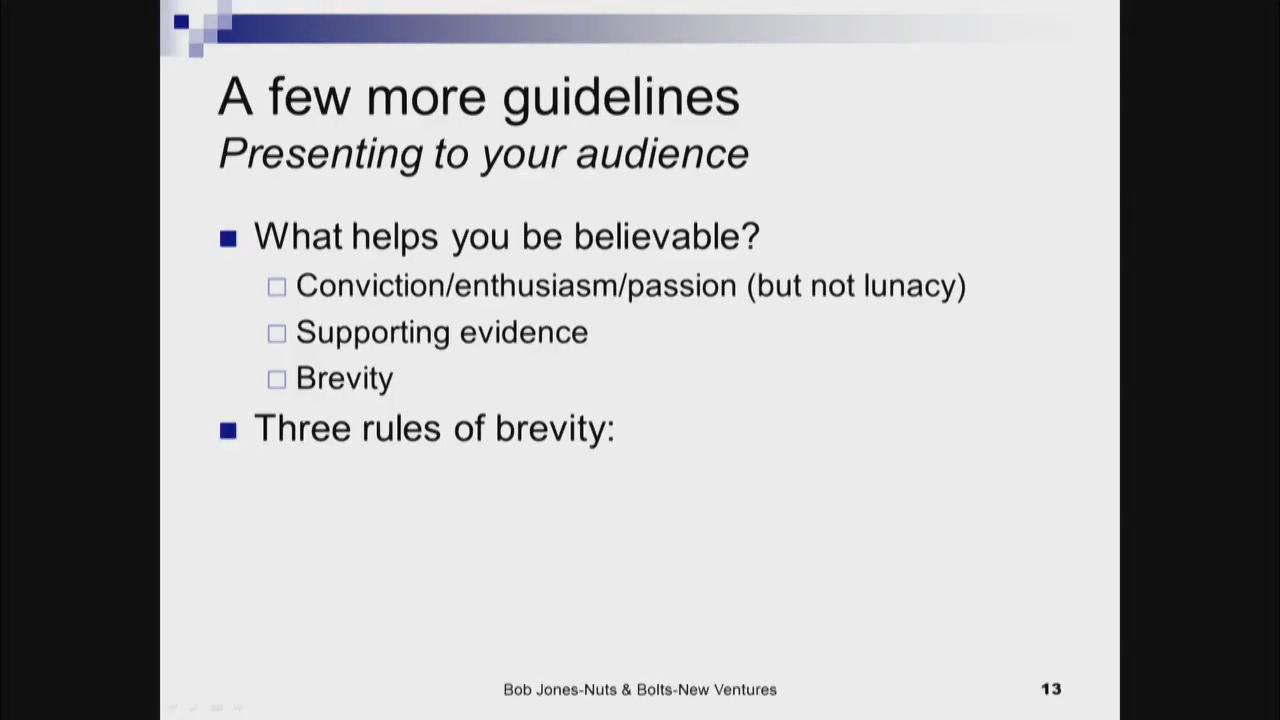 A few more guidelines
Presenting to your audience
What helps you be believable?
Conviction/enthusiasm/passion (but not lunacy)
Supporting evidence
Brevity
Three rules of brevity:
Bob Jones-Nuts & Bolts-New Ventures
13